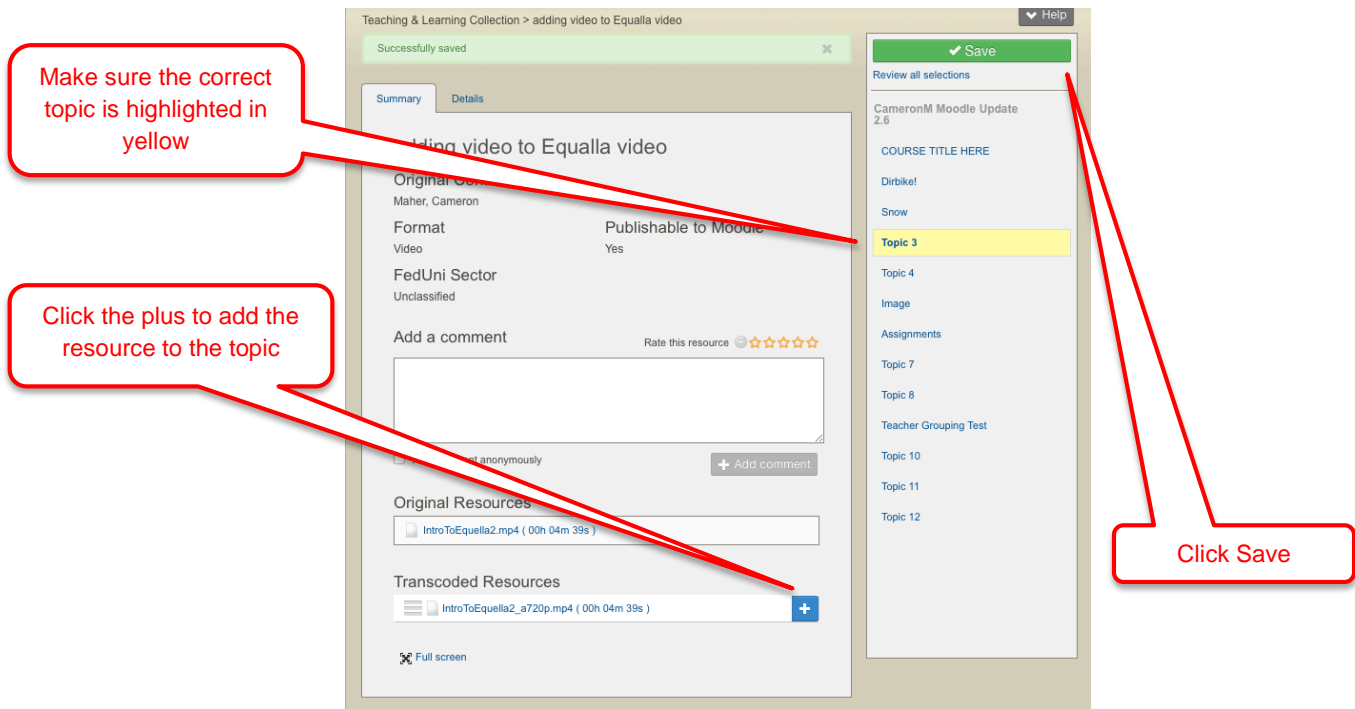 Teaching & Learning Collection > adding video to Equalla video
Help
Successfully saved
Save
Review all selections
Make sure the correct
topic is highlighted in
yellow
Summary
Details
CameronM Moodle Update
2.6
video to Equalla video
COURSE TITLE HERE
Original
Dirbike!
Maher, Cameron
Snow
Format
Publishable to Moodle
Video
Yes
Topic 3
FedUni Sector
Unclassified
Topic 4
Click the plus to add the
resource to the topic
Image
Add a comment
Rate this resource
Assignments
Topic 7
Topic 8
Teacher Grouping Test
anonymously
Add comment
Topic 10
Topic 11
Original Resources
IntroToEquella2.mp4 ( 00h 04m 39s )
Topic 12
Click Save
Transcoded Resources
IntroToEquella2_a720p.mp4 ( 00h 04m 39s )
Full screen